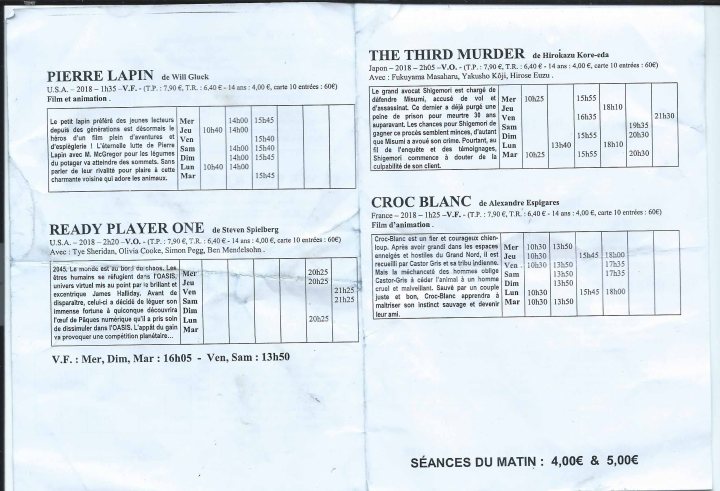 PIERRE LAPIN de Will Gluck
U.S.A. – 2018 – 1h35 –V.F. - (T.P. : 7,90 €, T.R. : 6,40 € - 14 ans : 4,00 €, carte 10 entrées : 60€)
Film et animation .
Le petit lapin préféré des jeunes lecteurs
depuis des générations est désormais le
héros d'un film plein d'aventures et
d'espièglerie ! L'éternelle lutte de Pierre
Lapin avec M. McGregor pour les légumes
du potager va atteindre des sommets. Sans
parler de leur rivalité pour plaire à cette
charmante voisine qui adore les animaux.
Mer 14h00 15h45
Jeu 10h40 14h00
Ven 15h40
Sam 14h00 15h40
Dim 14h00 15h45
Lun 10h40 14h00
Mar 15h45
READY PLAYER ONE de Steven Spielberg
U.S.A. – 2018 – 2h20 –V.O. - (T.P. : 7,90 €, T.R. : 6,40 € - 14 ans : 4,00 €, carte 10 entrées : 60€)
Avec : Tye Sheridan, Olivia Cooke, Simon Pegg, Ben Mendelsohn .
2045. Le monde est au bord du chaos. Les
êtres humains se réfugient dans l'OASIS,
univers virtuel mis au point par le brillant et
excentrique James Halliday. Avant de
disparaître, celui-ci a décidé de léguer son
immense fortune à quiconque découvrira
l'œuf de Pâques numérique qu'il a pris soin
de dissimuler dans l'OASIS. L'appât du gain
va provoquer une compétition planétaire…
Mer 20h25
Jeu 20h25
Ven 21h25
Sam 21h25
Dim
Lun 20h25
Mar
V.F. : Mer, Dim, Mar : 16h05 - Ven, Sam : 13h50
THE THIRD MURDER de Hirokazu Kore-eda
Japon – 2018 – 2h05 –V.O. - (T.P. : 7,90 €, T.R. : 6,40 € - 14 ans : 4,00 €, carte 10 entrées : 60€)
Avec : Fukuyama Masaharu, Yakusho Kôji, Hirose Suzu .
Le grand avocat Shigemori est chargé de
défendre Misumi, accusé de vol et
d'assassinat. Ce dernier a déjà purgé une
peine de prison pour meurtre 30 ans
auparavant. Les chances pour Shigemori de
gagner ce procès semblent minces, d'autant
que Misumi a avoué son crime. Pourtant, au
fil de l'enquête et des témoignages,
Shigemori commence à douter de la
culpabilité de son client.
Mer 10h25 15h55
Jeu 18h10
Ven 16h35 21h30
Sam 19h35
Dim 15h55 20h30
Lun 13h40 18h10
Mar 10h25 15h55 20h30
CROC BLANC de Alexandre Espigares
France – 2018 – 1h25 –V.F. - (T.P. : 7,90 €, T.R. : 6,40 € - 14 ans : 4,00 €, carte 10 entrées : 60€)
Film d'animation .
Croc-Blanc est un fier et courageux chien-
loup. Après avoir grandi dans les espaces
enneigés et hostiles du Grand Nord, il est
recueilli par Castor Gris et sa tribu indienne.
Mais la méchanceté des hommes oblige
Castor-Gris à céder l'animal à un homme
cruel et malveillant. Sauvé par un couple
juste et bon, Croc-Blanc apprendra à
maîtriser son instinct sauvage et devenir
leur ami.
Mer 10h30 13h50
Jeu 10h30 15h45 18h00
Ven 10h30 13h50 17h35
Sam 13h50 17h35
Dim 13h50
Lun 10h30 15h45 18h00
Mar 10h30 13h50
SÉANCES DU MATIN : 4,00€ & 5,00€